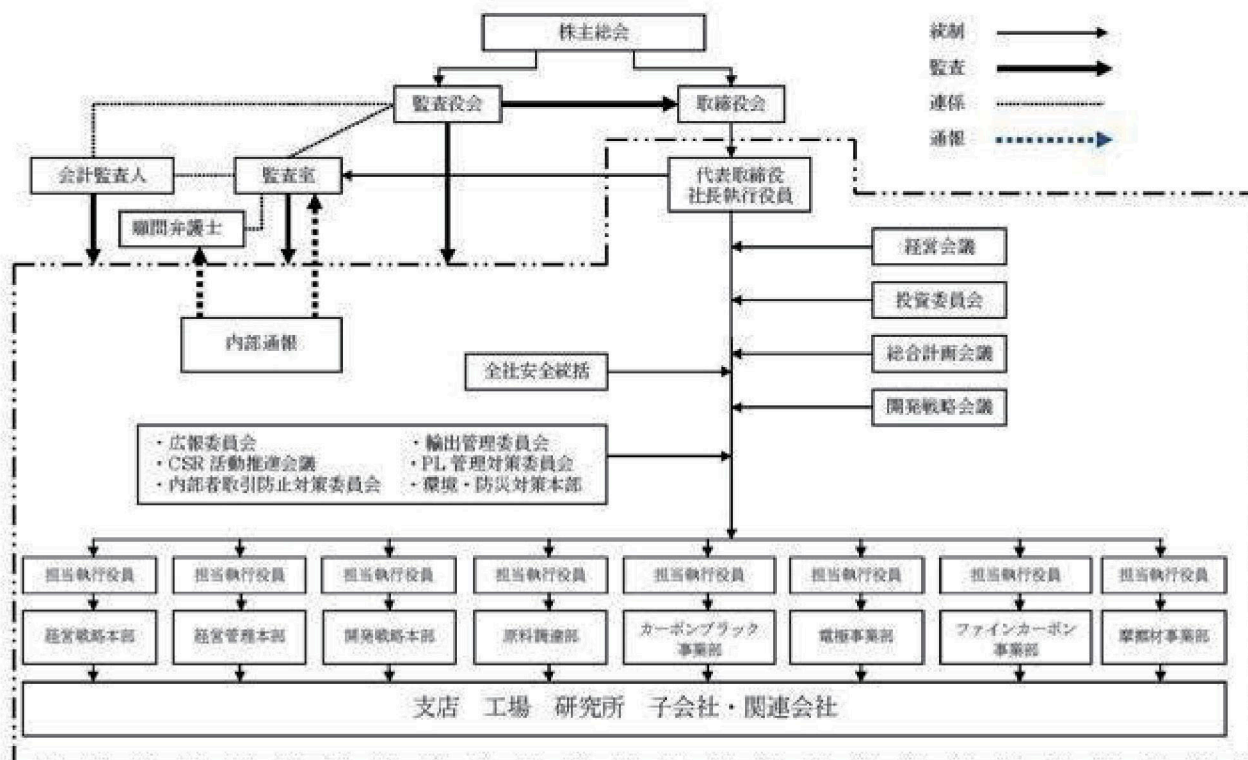 株主総会
統制
監査
連係
通報
監査役会
取締役会
会計監査人
監査室
代表取締役
社長執行役員
顧問弁護士
経営会議
投資委員会
内部通報
総合計画会議
全社安全統括
開発戦略会議
・広報委員会 ・輸出管理委員会
・CSR 活動推進会議 ・PL 管理対策委員会
・内部者取引防止対策委員会 ・環境・防災対策本部
担当執行役員 担当執行役員 担当執行役員 担当執行役員 担当執行役員 担当執行役員 担当執行役員 担当執行役員
経営戦略本部 経営管理本部 開発戦略本部 原料調達部 カーボンブラック 電極事業部 ファインカーボン 摩擦材事業部
事業部 事業部
支店 工場 研究所 子会社・関連会社